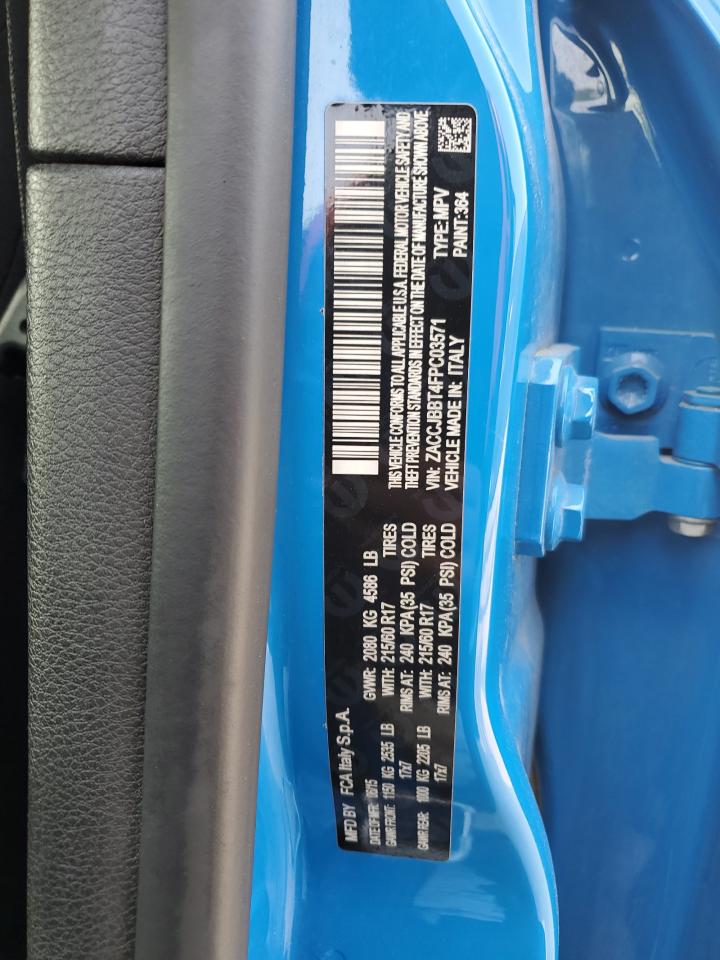 MFD BY FCA Italy S.p.A.
DATE OF MFR: 06/15 GVWR: 2080 KG 4586 LB
GAWR FRONT: 1150 KG 2535 LB WITH: 215/60 R17 TIRES
17x7 RIMS AT: 240 KPA(35 PSI) COLD
GAWR REAR: 1000 KG 2205 LB WITH: 215/60 R17 TIRES
17x7 RIMS AT: 240 KPA(35 PSI) COLD
THIS VEHICLE CONFORMS TO ALL APPLICABLE U.S.A. FEDERAL MOTOR VEHICLE SAFETY AND
THEFT PREVENTION STANDARDS IN EFFECT ON THE DATE OF MANUFACTURE SHOWN ABOVE
VIN: ZACCJBBT4FPC03571 TYPE: MPV
VEHICLE MADE IN: ITALY PAINT: 364